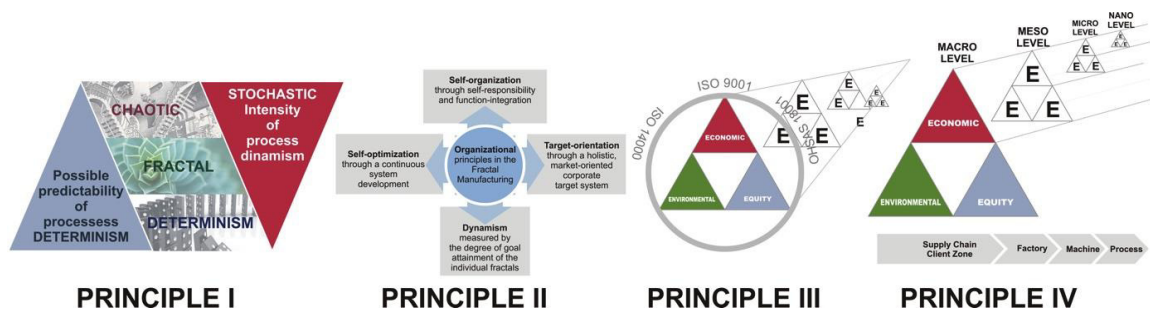 CHAOTIC
FRACTAL
DETERMINISM
Possible
predictability
of
processess
DETERMINISM
STOCHASTIC
Intensity
of
process
dinamism
PRINCIPLE I
Self-organization
through self-responsibility
and function-integration
Self-optimization
through a continuous
system
development
Organizational
principles in the
Fractal
Manufacturing
Target-orientation
through a holistic,
market-oriented
corporate
target system
Dynamism
measured by
the degree of goal
attainment of the
individual fractals
PRINCIPLE II
ISO 9001
ISO 14000
OHSAS 18001
ECONOMIC
ENVIRONMENTAL
EQUITY
E
E E
E
E
PRINCIPLE III
MACRO
LEVEL
MESO
LEVEL
MICRO
LEVEL
NANO
LEVEL
ECONOMIC
ENVIRONMENTAL
EQUITY
E
E E
E
E E
E
E E
Supply Chain
Client Zone
Factory
Machine
Process
PRINCIPLE IV